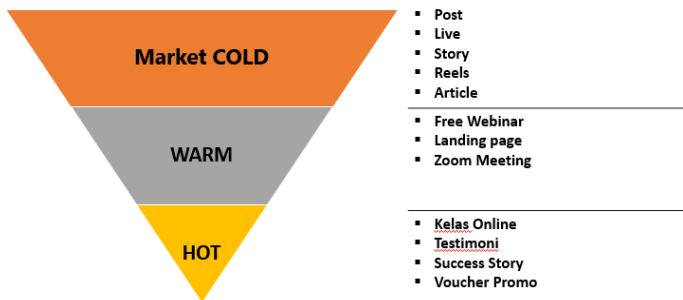 Market COLD
▪ Post
▪ Live
▪ Story
▪ Reels
▪ Article
WARM
▪ Free Webinar
▪ Landing page
▪ Zoom Meeting
HOT
▪ Kelas Online
▪ Testimoni
▪ Success Story
▪ Voucher Promo